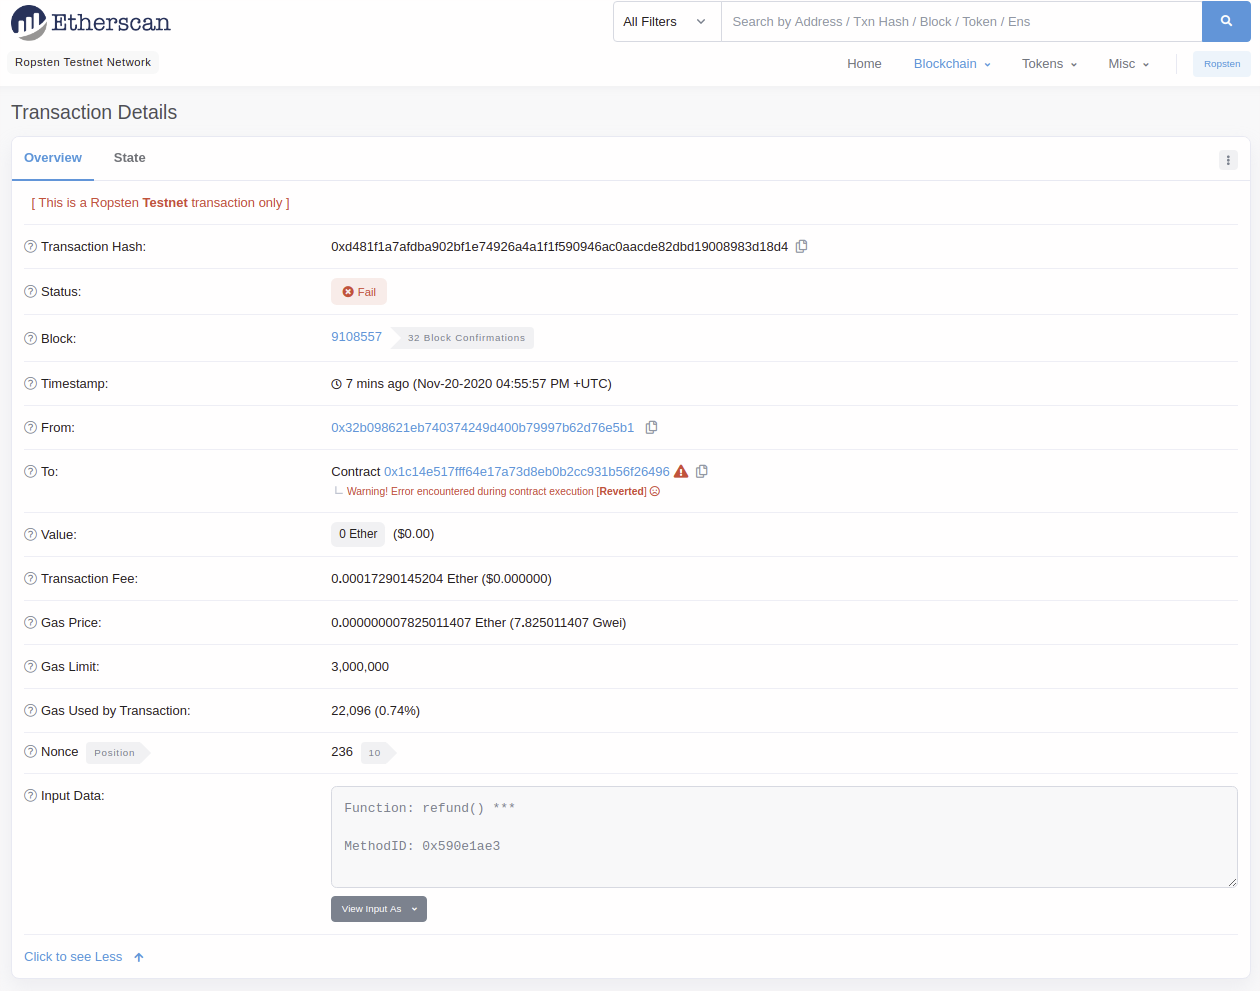 Etherscan
All Filters
Search by Address / Txn Hash / Block / Token / Ens
Ropsten Testnet Network
Home Blockchain Tokens Misc Ropsten
Transaction Details
Overview State
[ This is a Ropsten Testnet transaction only ]
Transaction Hash: 0xd481f1a7afdba902bf1e74926a4a1f1f590946ac0aacde82dbd19008983d18d4
Status: Fail
Block: 9108557 32 Block Confirmations
Timestamp: 7 mins ago (Nov-20-2020 04:55:57 PM +UTC)
From: 0x32b098621eb740374249d400b79997b62d76e5b1
To: Contract 0x1c14e517fff64e17a73d8eb0b2cc931b56f26496
Warning! Error encountered during contract execution [Reverted]
Value: 0 Ether ($0.00)
Transaction Fee: 0.00017290145204 Ether ($0.000000)
Gas Price: 0.000000007825011407 Ether (7.825011407 Gwei)
Gas Limit: 3,000,000
Gas Used by Transaction: 22,096 (0.74%)
Nonce Position 236 10
Input Data: Function: refund() ***
MethodID: 0x590e1ae3
View Input As
Click to see Less